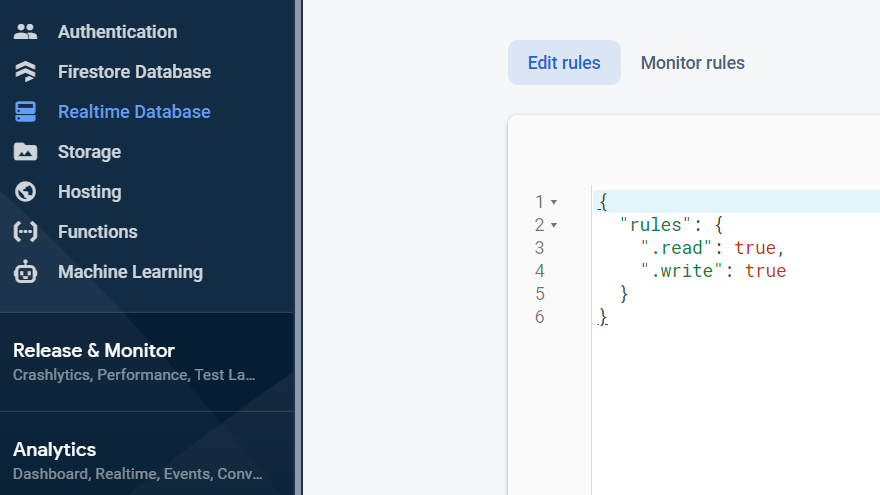 Authentication
Firestore Database
Realtime Database
Storage
Hosting
Functions
Machine Learning
Release & Monitor
Crashlytics, Performance, Test La...
Analytics
Dashboard, Realtime, Events, Conv...
Edit rules
Monitor rules
1 {
2 "rules": {
3 ".read": true,
4 ".write": true
5 }
6 }